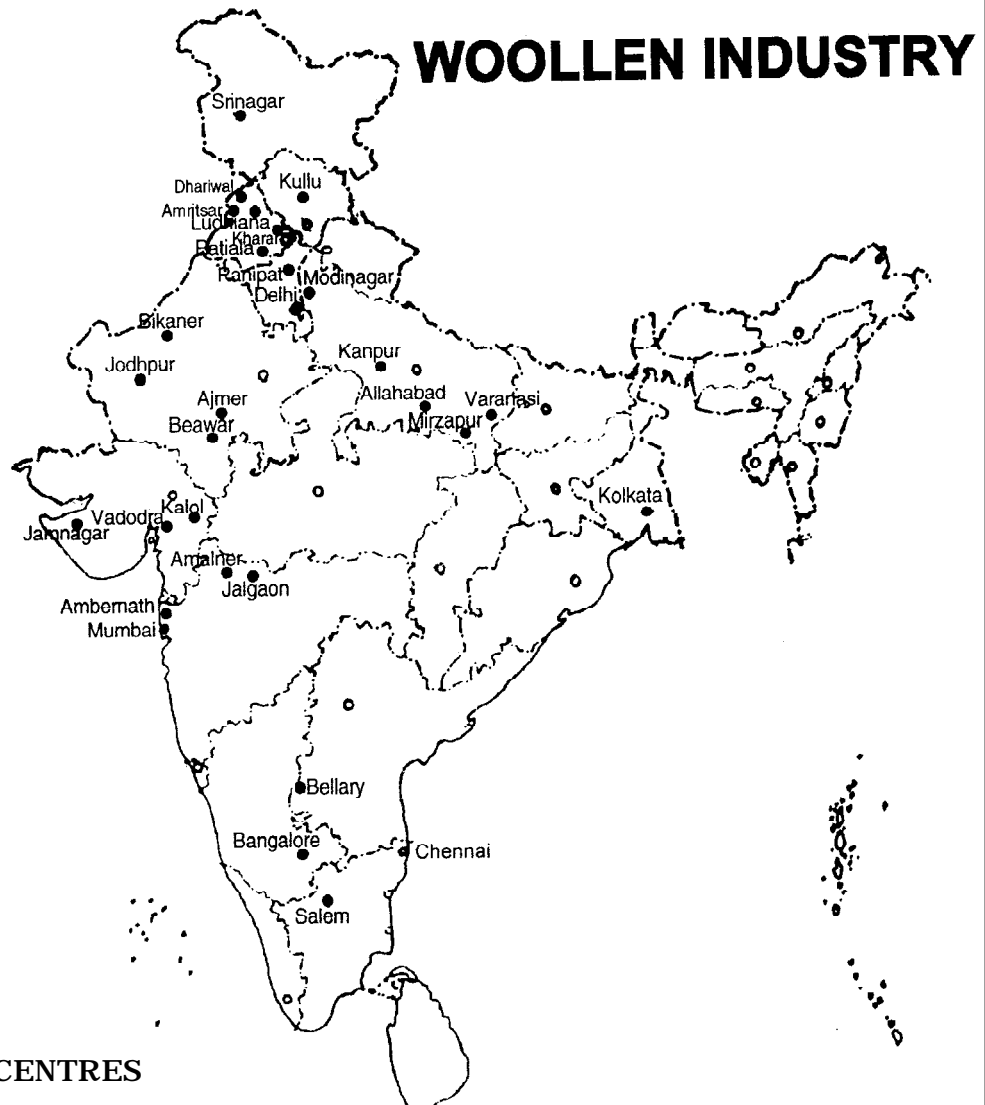 WOOLLEN INDUSTRY
Srinagar
Dhariwal
Kullu
Amritsar
Ludhiana
Kharar
Patiala
Panipat
Modinagar
Delhi
Bikaner
Jodhpur
Kanpur
Ajmer
Allahabad
Varanasi
Beawar
Mirzapur
Kolkata
Kalol
Vadodra
Jamnagar
Amalner
Jalgaon
Ambernath
Mumbai
Bellary
Bangalore
Chennai
Salem
CENTRES